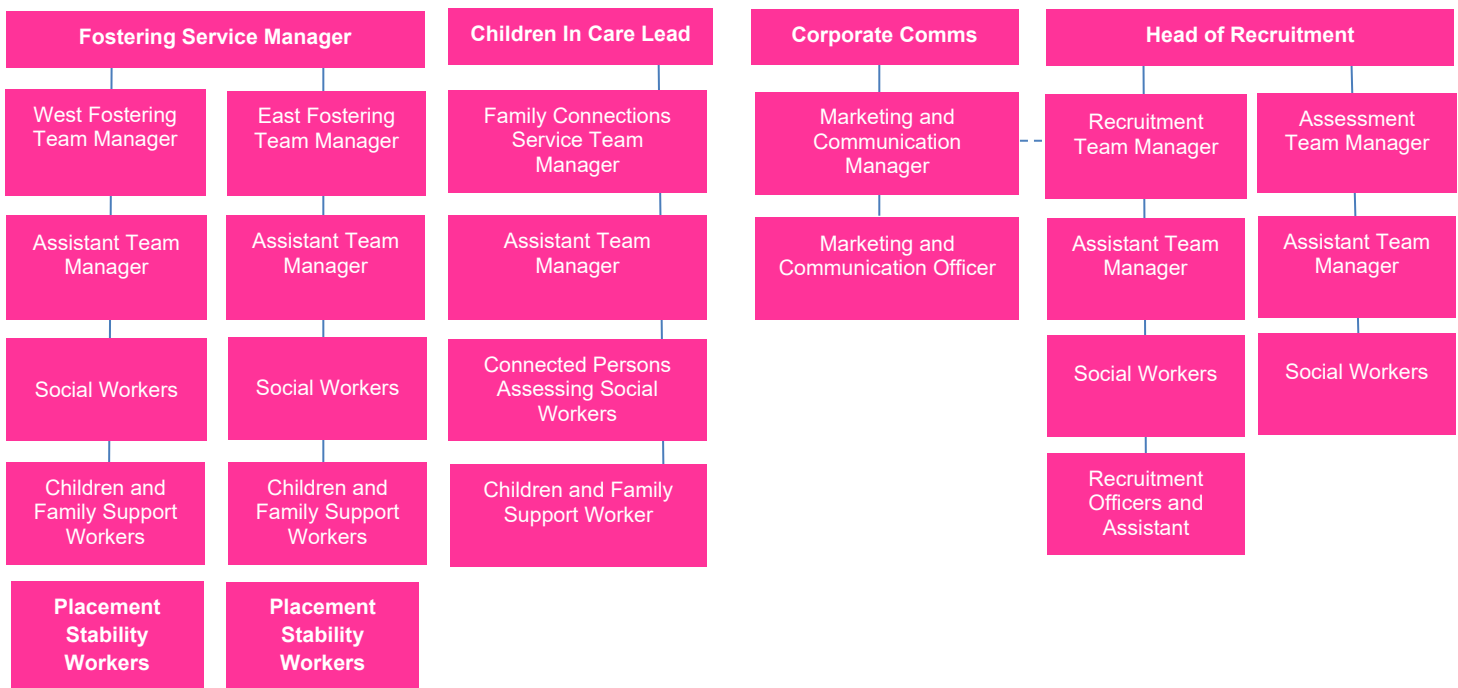 Fostering Service Manager
West Fostering
Team Manager
Assistant Team
Manager
Social Workers
Children and
Family Support
Workers
Placement
Stability
Workers
East Fostering
Team Manager
Assistant Team
Manager
Social Workers
Children and
Family Support
Workers
Placement
Stability
Workers
Children In Care Lead
Family Connections
Service Team
Manager
Assistant Team
Manager
Connected Persons
Assessing Social
Workers
Children and Family
Support Worker
Corporate Comms
Marketing and
Communication
Manager
Marketing and
Communication Officer
Head of Recruitment
Recruitment
Team Manager
Assistant Team
Manager
Social Workers
Recruitment
Officers and
Assistant
Assessment
Team Manager
Assistant Team
Manager
Social Workers